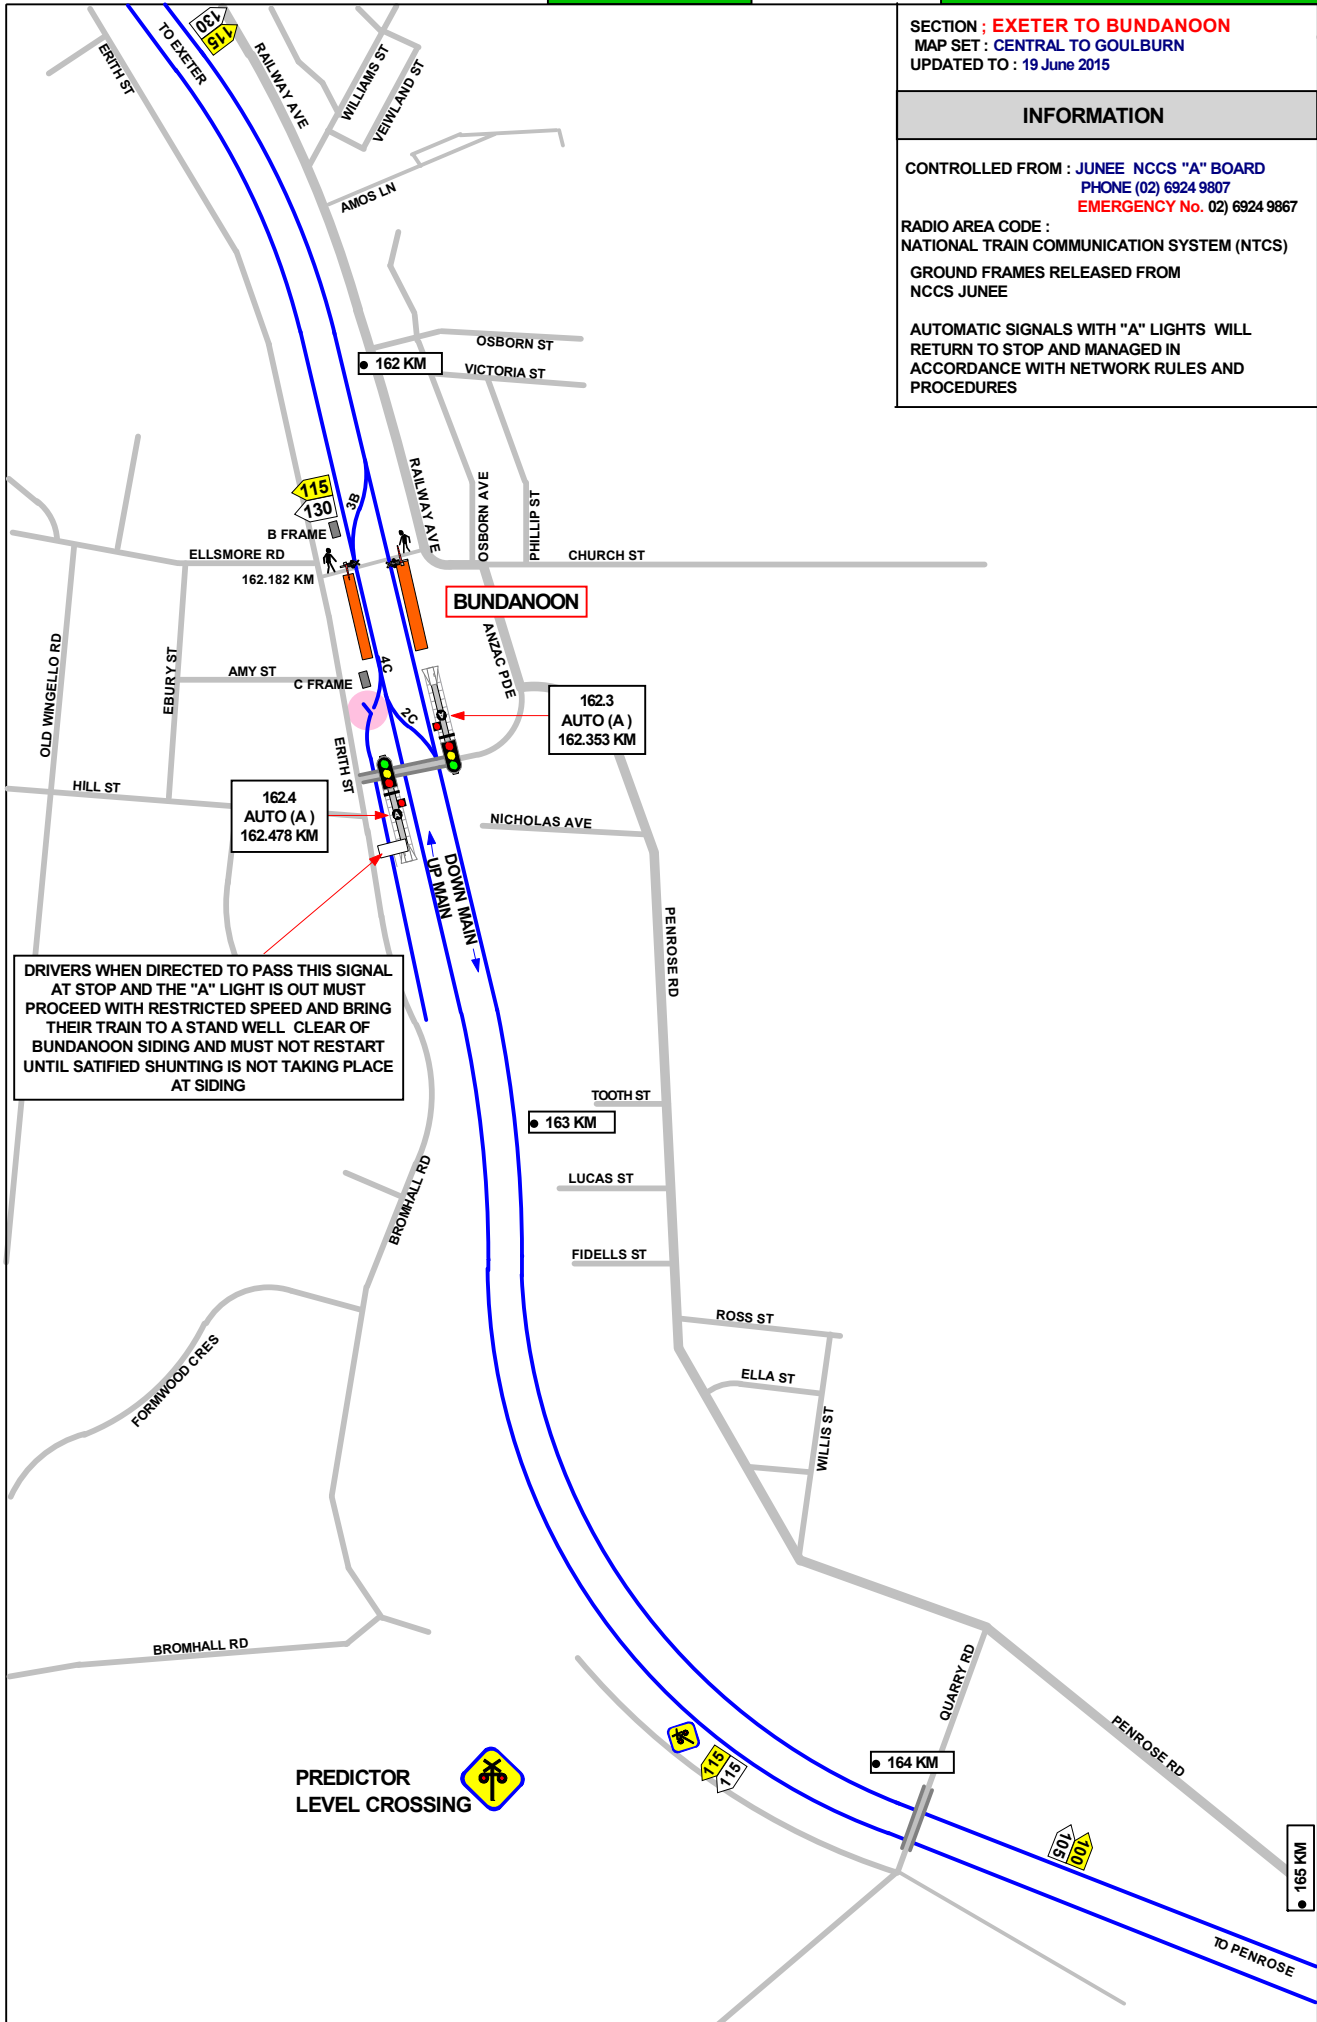 SECTION ; EXETER TO BUNDANOON
MAP SET : CENTRAL TO GOULBURN
UPDATED TO : 19 June 2015
INFORMATION
CONTROLLED FROM : JUNEE NCCS "A" BOARD
PHONE (02) 6924 9807
EMERGENCY No. 02) 6924 9867
RADIO AREA CODE :
NATIONAL TRAIN COMMUNICATION SYSTEM (NTCS)
GROUND FRAMES RELEASED FROM
NCCS JUNEE
AUTOMATIC SIGNALS WITH "A" LIGHTS WILL
RETURN TO STOP AND MANAGED IN
ACCORDANCE WITH NETWORK RULES AND
PROCEDURES
TO EXETER
130
115
ERITH ST
RAILWAY AVE
WILLIAMS ST
VEIWLAND ST
AMOS LN
OSBORN ST
162 KM
VICTORIA ST
RAILWAY AVE
OSBORN AVE
PHILLIP ST
115
130
3B
B FRAME
ELLSMORE RD
CHURCH ST
162.182 KM
BUNDANOON
OLD WINGELLO RD
EBURY ST
AMY ST
C FRAME
4C
2C
ANZAC PDE
162.3
AUTO (A )
162.353 KM
ERITH ST
HILL ST
162.4
AUTO (A )
162.478 KM
NICHOLAS AVE
DOWN MAIN
UP MAIN
PENROSE RD
DRIVERS WHEN DIRECTED TO PASS THIS SIGNAL
AT STOP AND THE "A" LIGHT IS OUT MUST
PROCEED WITH RESTRICTED SPEED AND BRING
THEIR TRAIN TO A STAND WELL CLEAR OF
BUNDANOON SIDING AND MUST NOT RESTART
UNTIL SATIFIED SHUNTING IS NOT TAKING PLACE
AT SIDING
TOOTH ST
163 KM
LUCAS ST
BROMHALL RD
FIDELLS ST
ROSS ST
FORMWOOD CRES
ELLA ST
WILLIS ST
BROMHALL RD
QUARRY RD
PENROSE RD
115
115
164 KM
PREDICTOR
LEVEL CROSSING
105
100
165 KM
TO PENROSE